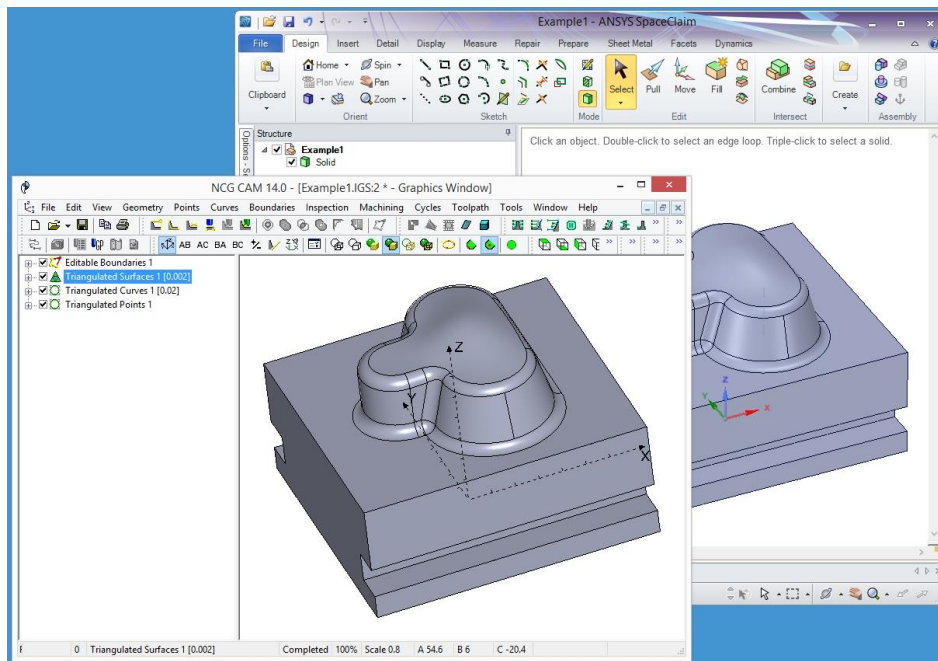 Example1 - ANSYS SpaceClaim
File Design Insert Detail Display Measure Repair Prepare Sheet Metal Facets Dynamics
Home Spin
Plan View Pan
Zoom
Clipboard
Select Pull Move Fill Combine Create
Orient Sketch Mode Edit Intersect Assembly
Options - S
Structure
Example1
Solid
Click an object. Double-click to select an edge loop. Triple-click to select a solid.
Z
Y
X
NCG CAM 14.0 - [Example1.IGS:2 * - Graphics Window]
File Edit View Geometry Points Curves Boundaries Inspection Machining Cycles Toolpath Tools Window Help
AB AC BA BC
Editable Boundaries 1
Triangulated Surfaces 1 [0.002]
Triangulated Curves 1 [0.02]
Triangulated Points 1
Z
Y
X
0 Triangulated Surfaces 1 [0.002] Completed 100% Scale 0.8 A 54.6 B 6 C -20.4